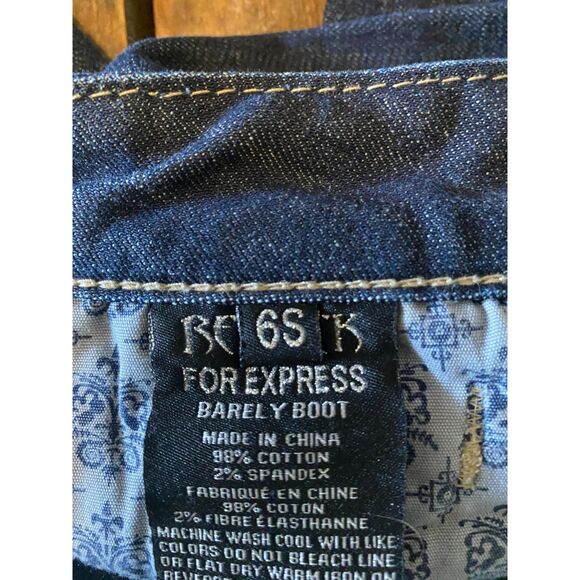 6S
FOR EXPRESS
BARELY BOOT
MADE IN CHINA
98% COTTON
2% SPANDEX
FABRIQUÉ EN CHINE
98% COTON
2% FIBRE ÉLASTHANNE
MACHINE WASH COOL WITH LIKE
COLORS DO NOT BLEACH LINE
OR FLAT DRY WARM IRON ON